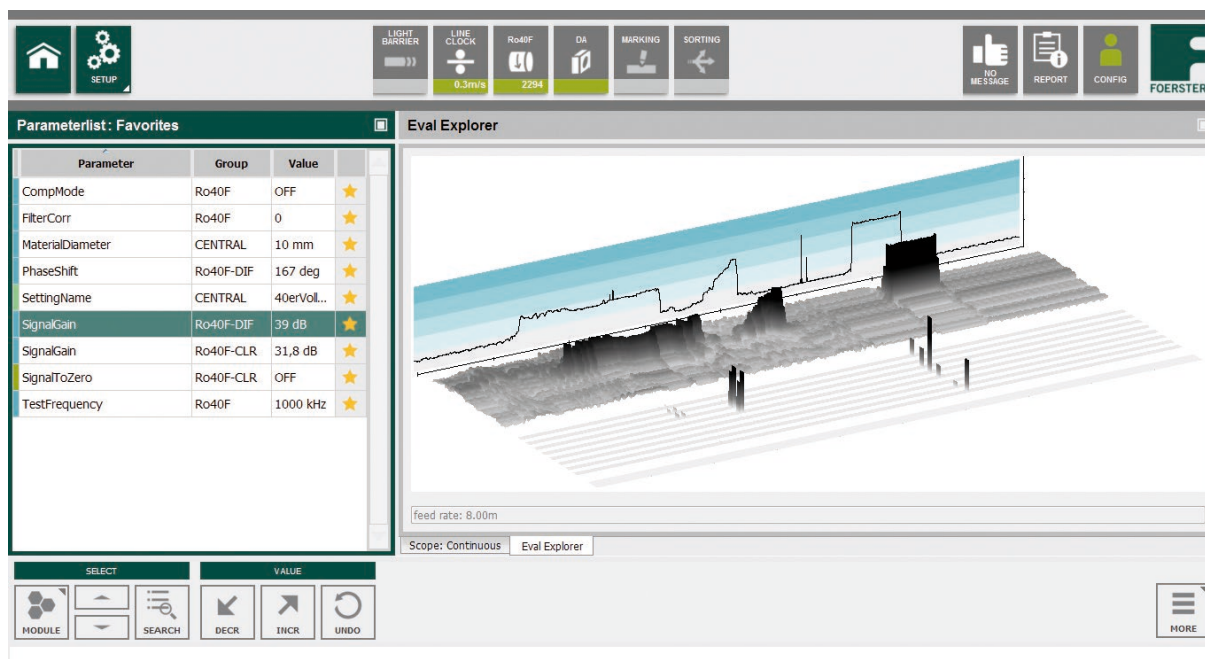 SETUP
LIGHT BARRIER
LINE CLOCK
0.3m/s
Ro40F
2294
DA
MARKING
SORTING
NO MESSAGE
REPORT
CONFIG
FOERSTER
Parameterlist: Favorites
Eval Explorer
Parameter Group Value
CompMode Ro40F OFF
FilterCorr Ro40F 0
MaterialDiameter CENTRAL 10 mm
PhaseShift Ro40F-DIF 167 deg
SettingName CENTRAL 40erVoll...
SignalGain Ro40F-DIF 39 dB
SignalGain Ro40F-CLR 31,8 dB
SignalToZero Ro40F-CLR OFF
TestFrequency Ro40F 1000 kHz
feed rate: 8.00m
Scope: Continuous Eval Explorer
SELECT VALUE
MODULE SEARCH DECR INCR UNDO MORE